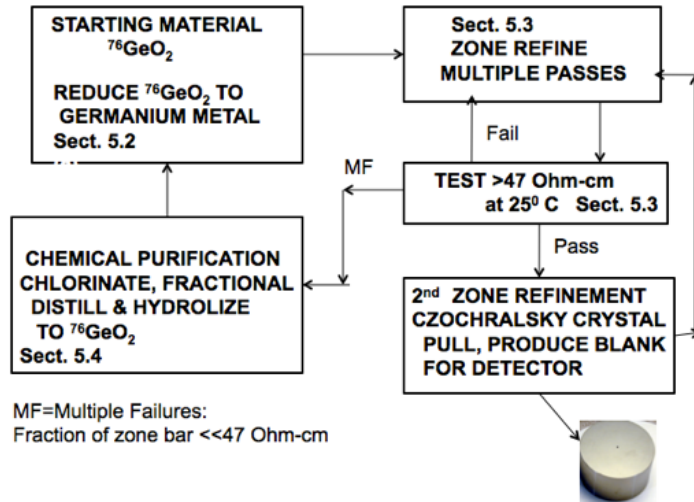 STARTING MATERIAL
⁷⁶GeO₂
REDUCE ⁷⁶GeO₂ TO
GERMANIUM METAL
Sect. 5.2
Sect. 5.3
ZONE REFINE
MULTIPLE PASSES
Fail
MF
TEST >47 Ohm-cm
at 25⁰ C Sect. 5.3
Pass
CHEMICAL PURIFICATION
CHLORINATE, FRACTIONAL
DISTILL & HYDROLIZE
TO ⁷⁶GeO₂
Sect. 5.4
2ⁿᵈ ZONE REFINEMENT
CZOCHRALSKY CRYSTAL
PULL, PRODUCE BLANK
FOR DETECTOR
MF=Multiple Failures:
Fraction of zone bar <<47 Ohm-cm